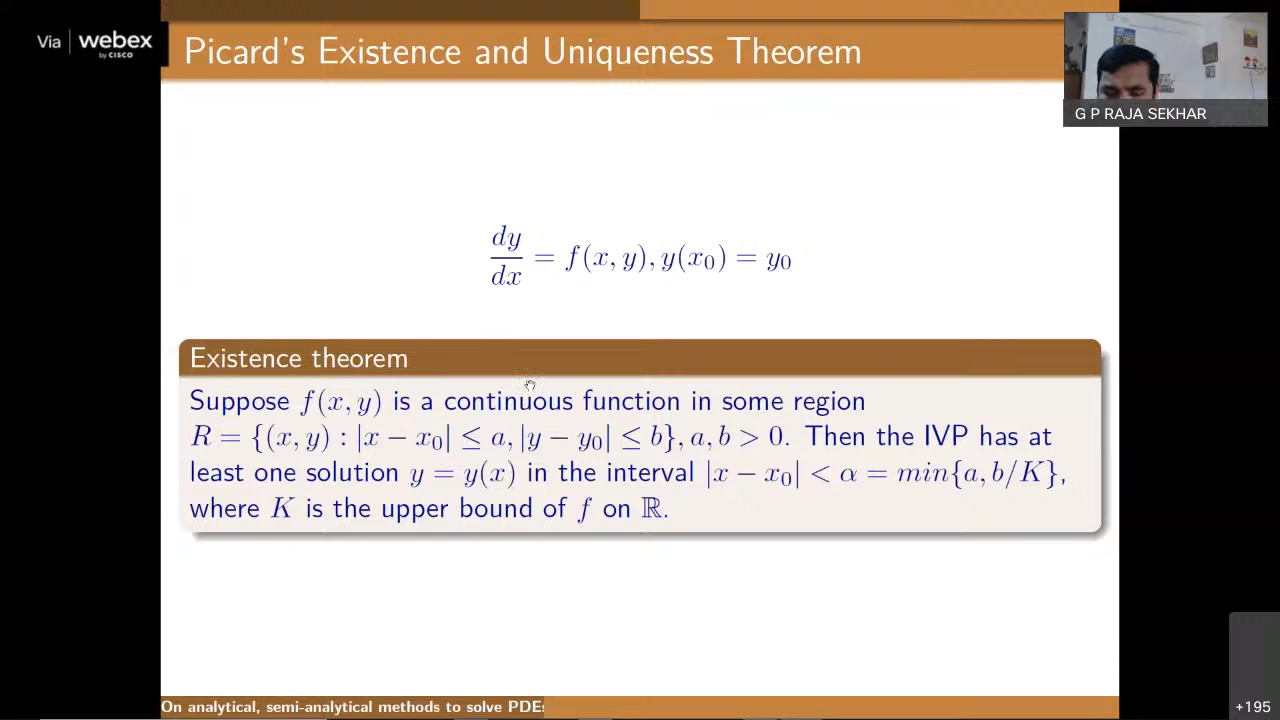 Via webex
by CISCO
Picard's Existence and Uniqueness Theorem
G P RAJA SEKHAR
dy/dx = f(x, y), y(x₀) = y₀
Existence theorem
Suppose f(x, y) is a continuous function in some region
R = {(x, y) : |x − x₀| ≤ a, |y − y₀| ≤ b}, a, b > 0. Then the IVP has at
least one solution y = y(x) in the interval |x − x₀| < α = min{a, b/K},
where K is the upper bound of f on ℝ.
On analytical, semi-analytical methods to solve PDEs
+195